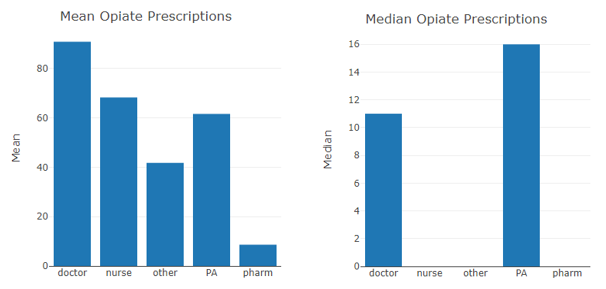 Mean Opiate Prescriptions
Mean
80
60
40
20
0
doctor nurse other PA pharm
Median Opiate Prescriptions
Median
16
14
12
10
8
6
4
2
0
doctor nurse other PA pharm